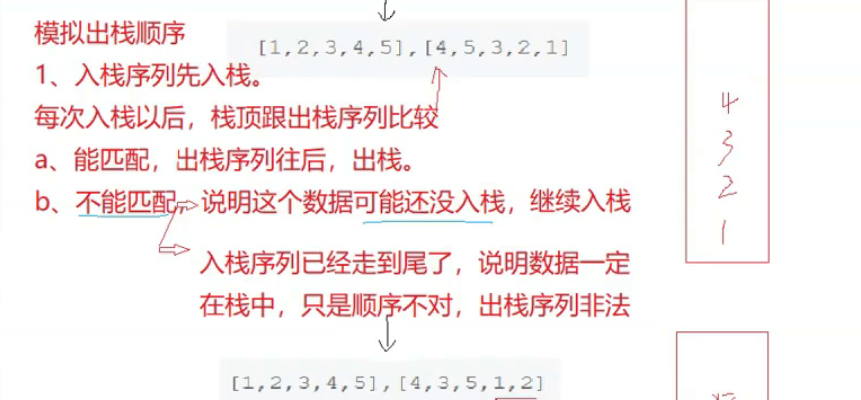 模拟出栈顺序
[1,2,3,4,5],[4,5,3,2,1]
1、入栈序列先入栈。
每次入栈以后，栈顶跟出栈序列比较
a、能匹配，出栈序列往后，出栈。
b、不能匹配，说明这个数据可能还没入栈，继续入栈
入栈序列已经走到尾了，说明数据一定
在栈中，只是顺序不对，出栈序列非法
[1,2,3,4,5],[4,3,5,1,2]
4
3
2
1